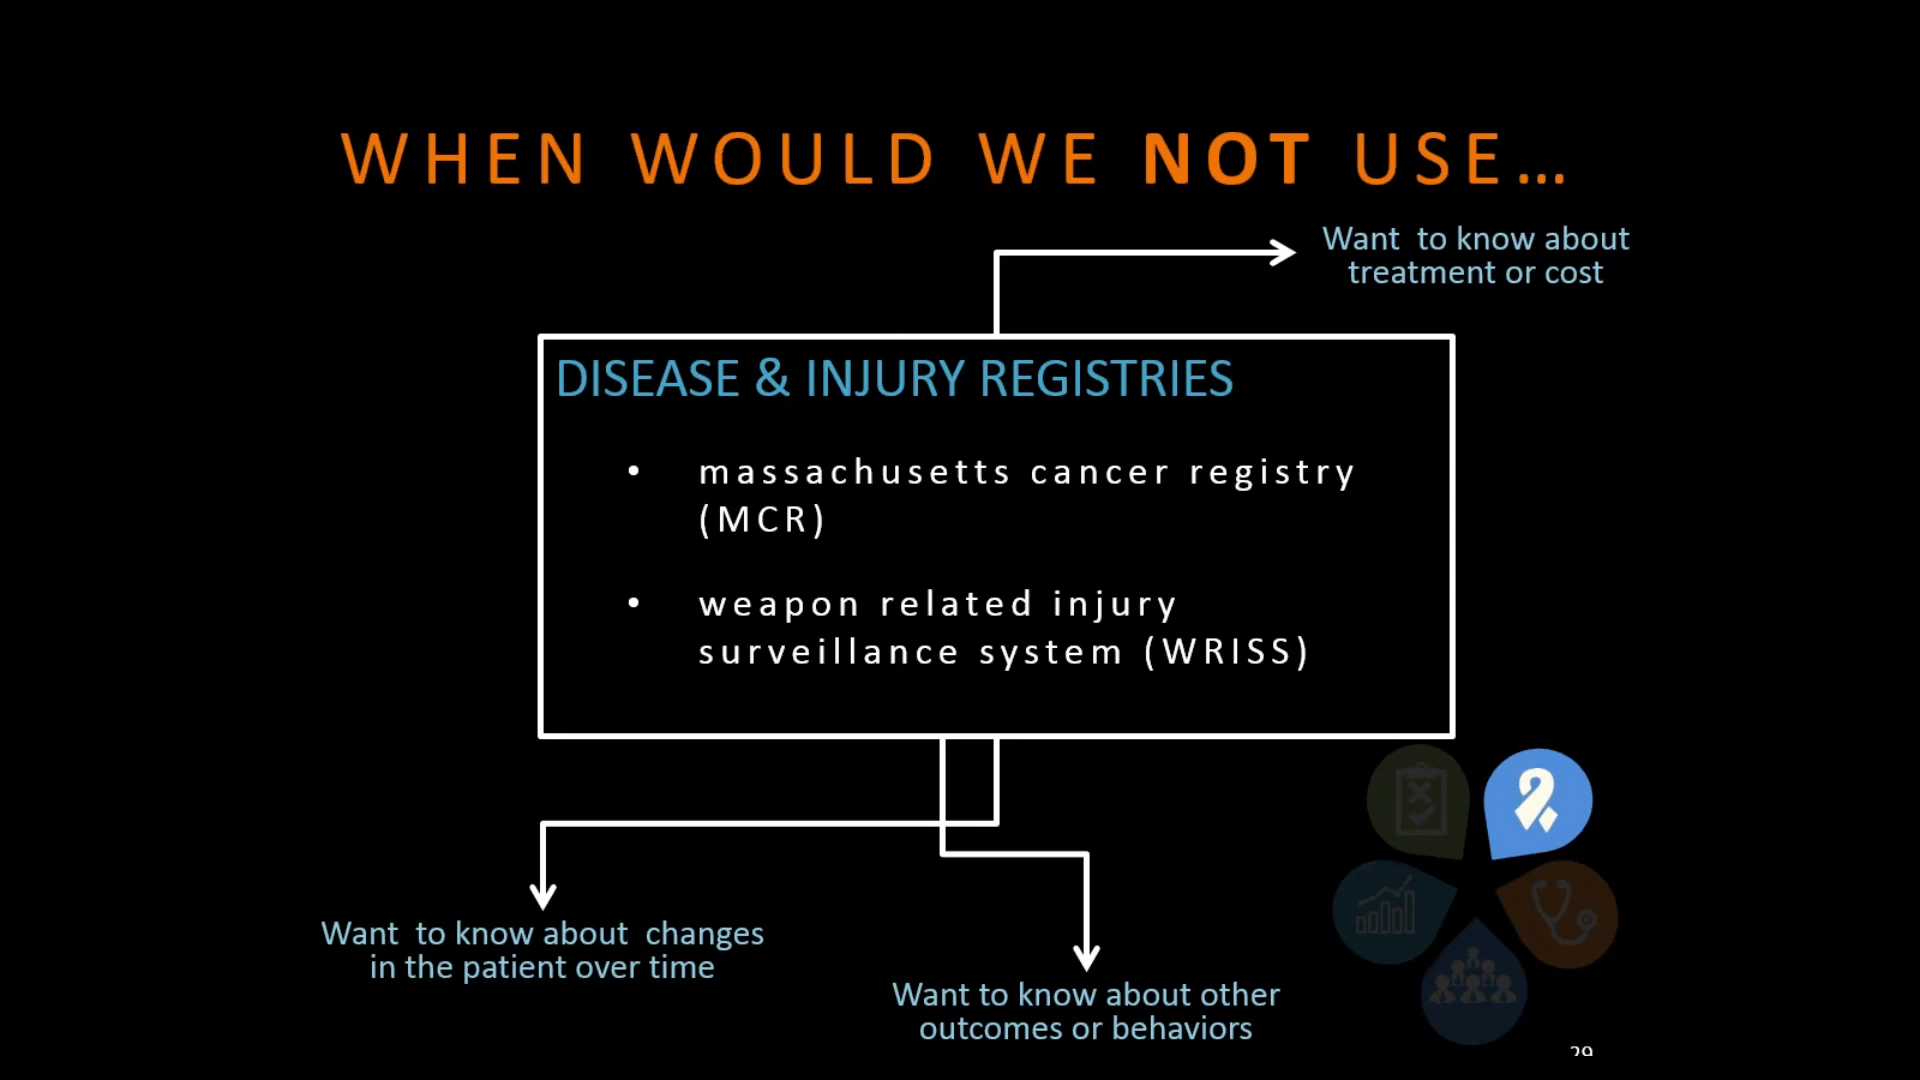 WHEN WOULD WE NOT USE…
Want to know about
treatment or cost
DISEASE & INJURY REGISTRIES
• massachusetts cancer registry
(MCR)
• weapon related injury
surveillance system (WRISS)
Want to know about changes
in the patient over time
Want to know about other
outcomes or behaviors
29